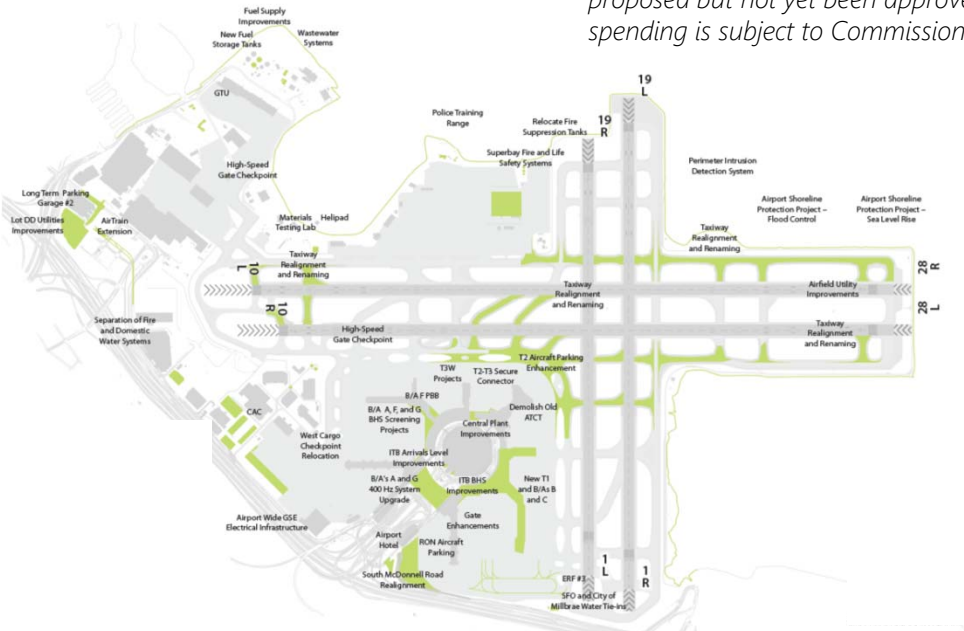 proposed but not yet been approve
spending is subject to Commission
Fuel Supply
Improvements
New Fuel
Storage Tanks
Wastewater
Systems
GTU
High-Speed
Gate Checkpoint
Police Training
Range
Relocate Fire
Suppression Tanks
19
R
19
L
Superbay Fire and Life
Safety Systems
Perimeter Intrusion
Detection System
Long Term Parking
Garage #2
Lot DD Utilities
Improvements
AirTrain
Extension
Materials
Testing Lab
Helipad
Taxiway
Realignment
and Renaming
Airport Shoreline
Protection Project –
Flood Control
Airport Shoreline
Protection Project –
Sea Level Rise
Taxiway
Realignment
and Renaming
10
L
10
R
Taxiway
Realignment
and Renaming
Airfield Utility
Improvements
28
R
28
L
Separation of Fire
and Domestic
Water Systems
High-Speed
Gate Checkpoint
Taxiway
Realignment
and Renaming
T3W
Projects
T2-T3 Secure
Connector
T2 Aircraft Parking
Enhancement
B/A F PBB
B/A A, F, and G
BHS Screening
Projects
Central Plant
Improvements
Demolish Old
ATCT
CAC
West Cargo
Checkpoint
Relocation
ITB Arrivals Level
Improvements
B/A's A and G
400 Hz System
Upgrade
ITB BHS
Improvements
New T1
and B/As B
and C
Airport Wide GSE
Electrical Infrastructure
Gate
Enhancements
Airport
Hotel
RON Aircraft
Parking
South McDonnell Road
Realignment
ERF #3
1
L
1
R
SFO and City of
Millbrae Water Tie-ins